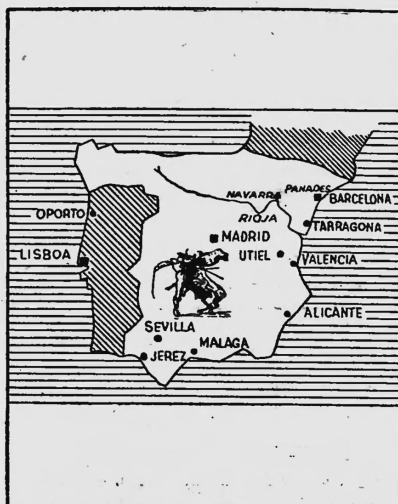 NAVARRA
PANADES
BARCELONA
OPORTO
RIOJA
TARRAGONA
MADRID
LISBOA
UTIEL
VALENCIA
ALICANTE
SEVILLA
JEREZ
MALAGA